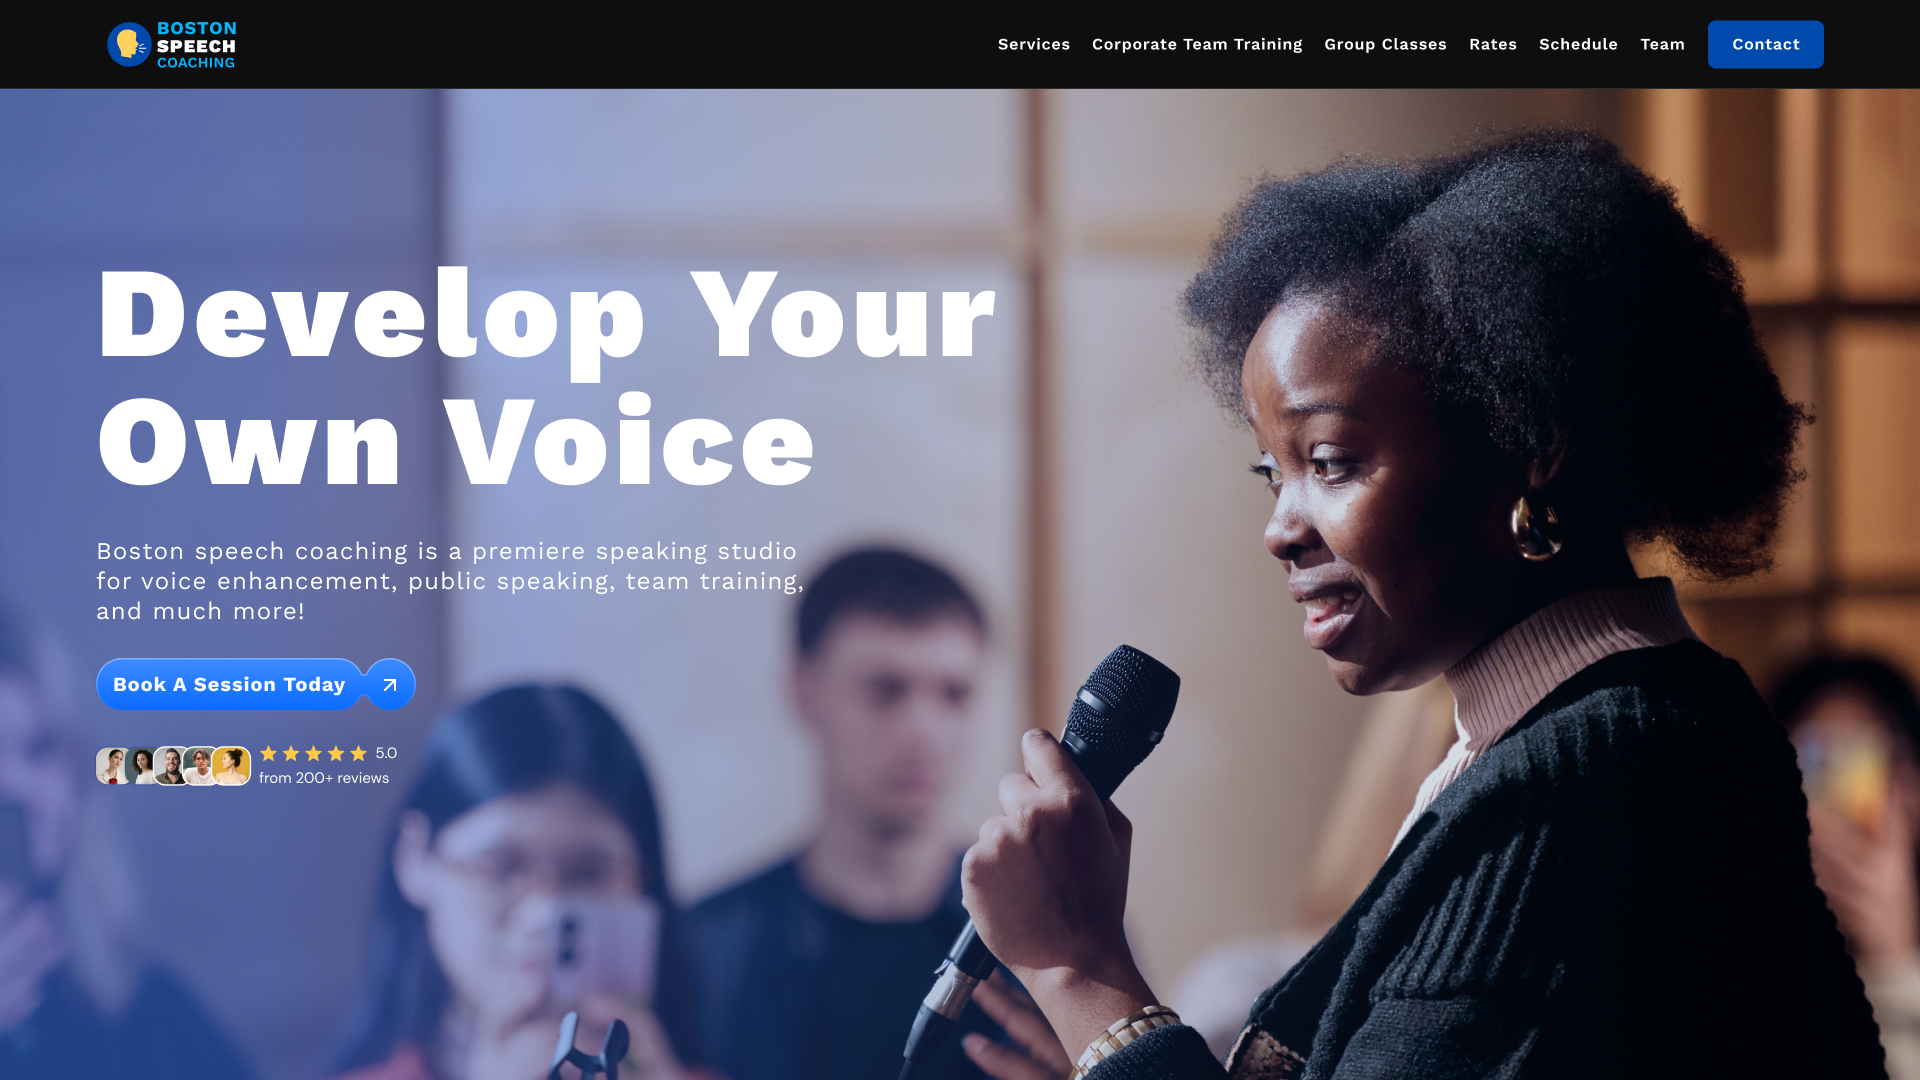 BOSTON
SPEECH
COACHING
Services Corporate Team Training Group Classes Rates Schedule Team Contact
Develop Your
Own Voice
Boston speech coaching is a premiere speaking studio
for voice enhancement, public speaking, team training,
and much more!
Book A Session Today
5.0
from 200+ reviews